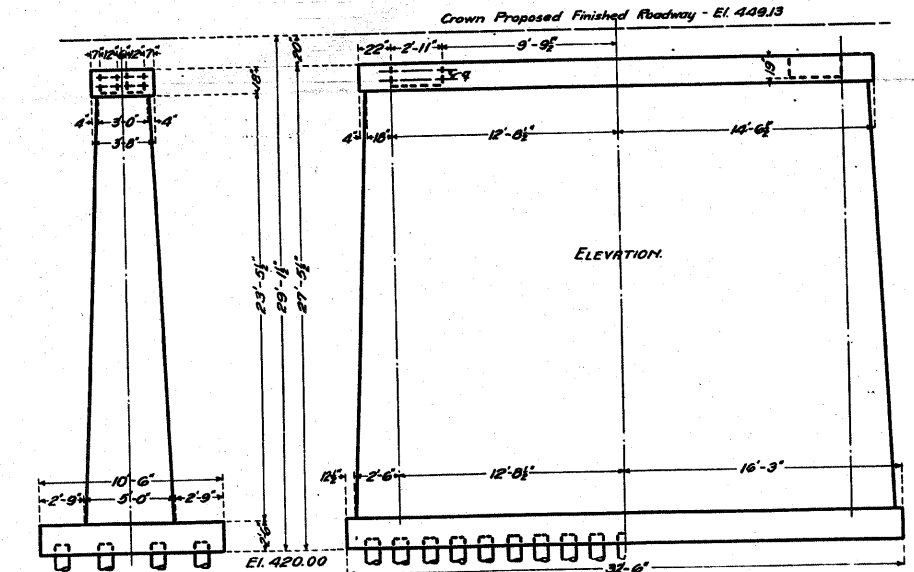 Crown Proposed Finished Roadway - El. 449.13
7" 12" 6" 12" 7"
20"
22" 2'-11" 9'-9½"
18"
19"
4" 3'-0" 4"
3'-8"
4" 18" 12'-8½" 14'-6½"
ELEVATION.
23'-5½"
29'-1½"
27'-5½"
10'-6"
2'-9" 5'-0" 2'-9"
12½" 2'-6" 12'-8½" 16'-3"
El. 420.00
32'-6"